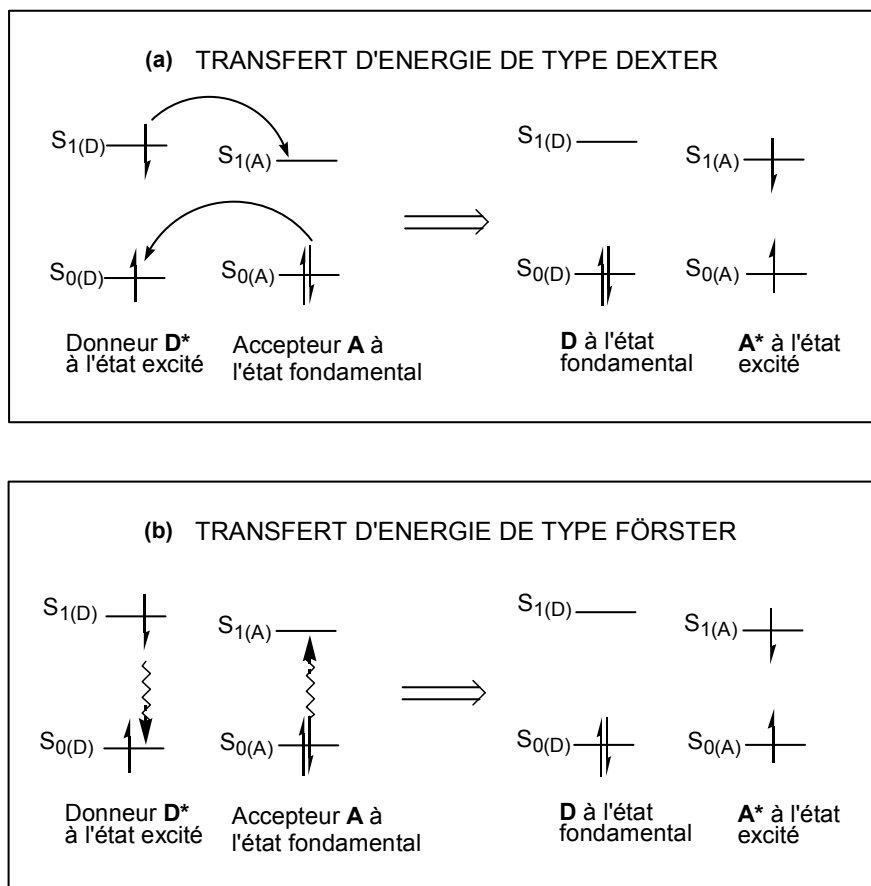 (a) TRANSFERT D'ENERGIE DE TYPE DEXTER
S1(D)
S1(A)
S0(D)
S0(A)
Donneur D*
à l'état excité
Accepteur A à
l'état fondamental
S1(D)
S1(A)
S0(D)
S0(A)
D à l'état
fondamental
A* à l'état
excité
(b) TRANSFERT D'ENERGIE DE TYPE FÖRSTER
S1(D)
S1(A)
S0(D)
S0(A)
Donneur D*
à l'état excité
Accepteur A à
l'état fondamental
S1(D)
S1(A)
S0(D)
S0(A)
D à l'état
fondamental
A* à l'état
excité